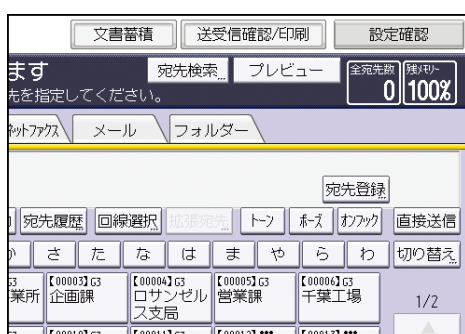 文書蓄積 送受信確認/印刷 設定確認
ます 宛先検索 プレビュー 全宛先数 残メモリー
先を指定してください。 0 100%
ネットファクス メール フォルダー
宛先登録
宛先履歴 回線選択 拡張宛先 トーン ポーズ オンフック 直接送信
か さ た な は ま や ら わ 切り替え
G3 【00003】G3 【00004】G3 【00005】G3 【00006】G3
業所 企画課 ロサンゼル 営業課 千葉工場 1/2
ス支局